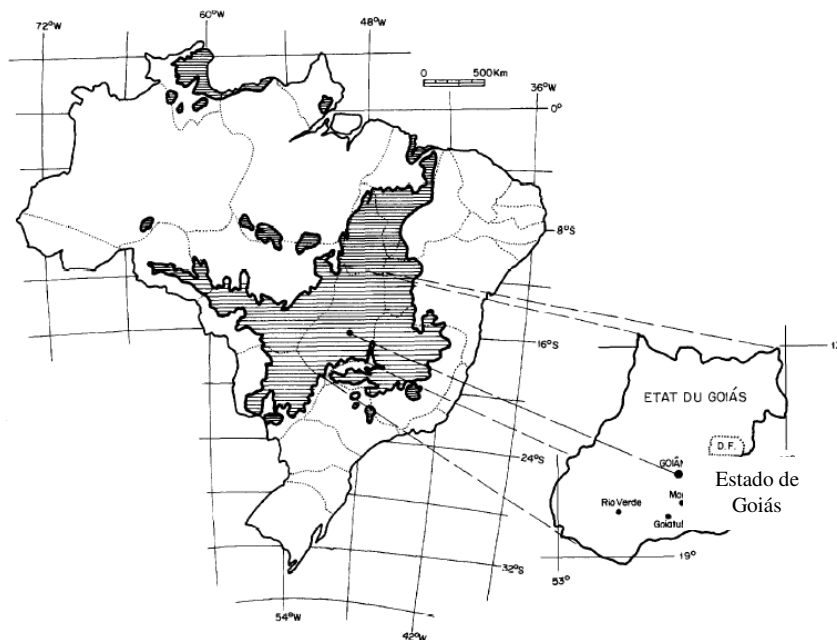 72°W
60°W
48°W
36°W
0 500Km
0°
8°S
16°S
24°S
32°S
54°W
42°W
ETAT DU GOIÁS
D.F.
GOIÂN
Estado de
Goiás
Rio Verde
Mo
Goiatul
53°
19°